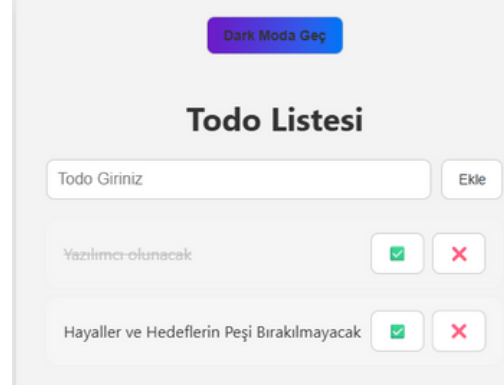 Dark Moda Geç
Todo Listesi
Todo Giriniz
Ekle
Yazılımcı olunacak
Hayaller ve Hedeflerin Peşi Bırakılmayacak